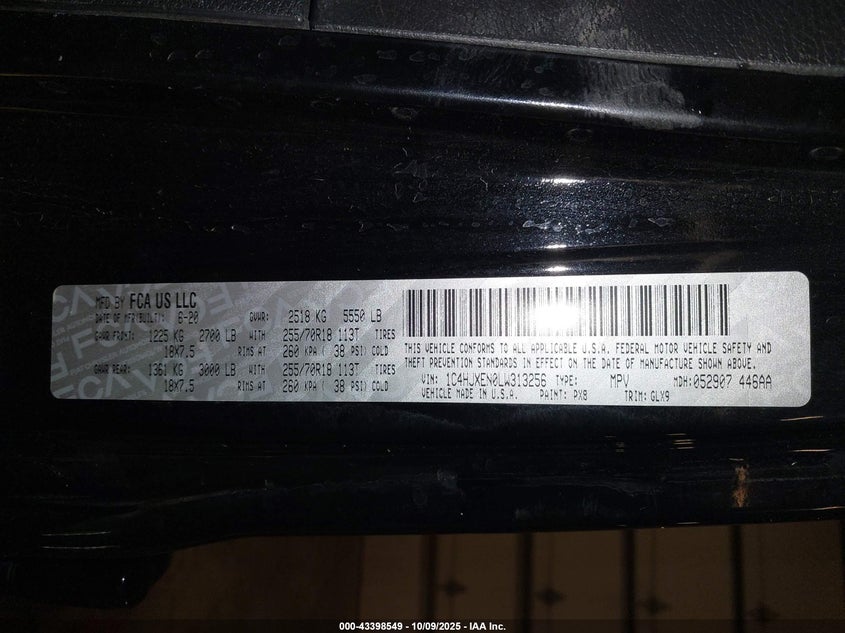 MFD BY FCA US LLC
DATE OF MFR(BUILT): 6-20 GVWR: 2518 KG 5550 LB
GAWR FRONT: 1225 KG 2700 LB WITH 255/70R18 113T TIRES
18X7.5 RIMS AT 260 KPA ( 38 PSI) COLD
GAWR REAR: 1361 KG 3000 LB WITH 255/70R18 113T TIRES
18X7.5 RIMS AT 260 KPA ( 38 PSI) COLD
THIS VEHICLE CONFORMS TO ALL APPLICABLE U.S.A. FEDERAL MOTOR VEHICLE SAFETY AND
THEFT PREVENTION STANDARDS IN EFFECT ON THE DATE OF MANUFACTURE SHOWN ABOVE.
VIN: 1C4HJXEN0LW313256 TYPE: MPV MDH: 052907 446AA
VEHICLE MADE IN U.S.A. PAINT: PX8 TRIM: GLX9
000-43398549 - 10/09/2025 - IAA Inc.